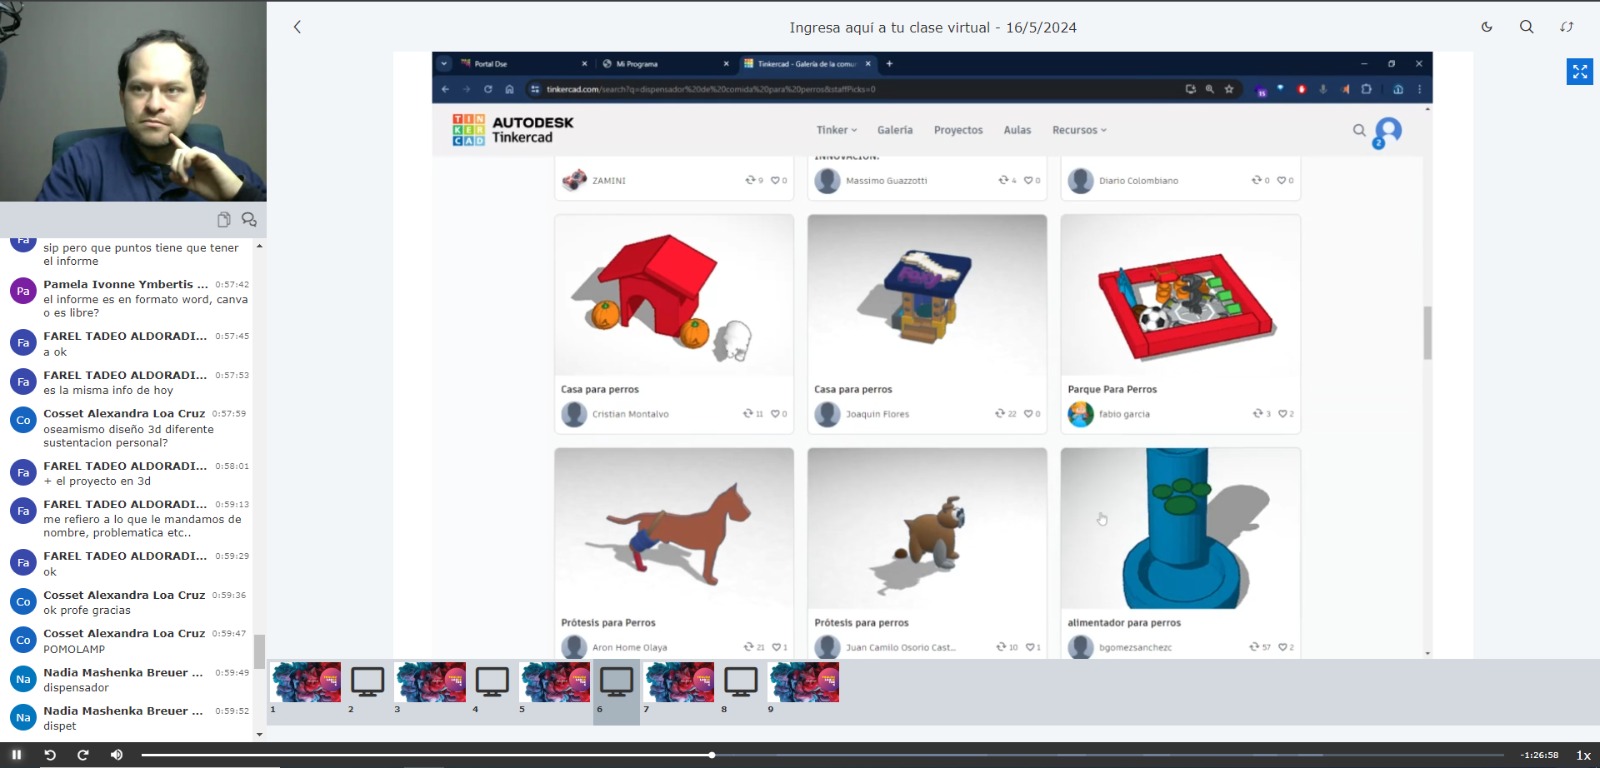 Ingresa aquí a tu clase virtual - 16/5/2024
Portal Dse
Mi Programa
Tinkercad - Galería de la comu
tinkercad.com/search?q=dispensador%20de%20comida%20para%20perros&staffPicks=0
15
TIN
KER
CAD
AUTODESK
Tinkercad
Tinker
Galería
Proyectos
Aulas
Recursos
2
INNOVACIÓN.
ZAMINI
9
0
Massimo Guazzotti
4
0
Diario Colombiano
0
0
Casa para perros
Cristian Montalvo
11
0
Casa para perros
Joaquin Flores
22
0
Parque Para Perros
fabio garcia
3
2
Prótesis para Perros
Aron Home Olaya
21
1
Prótesis para perros
Juan Camilo Osorio Cast...
10
1
alimentador para perros
bgomezsanchezc
57
2
Fa
sip pero que puntos tiene que tener
el informe
Pa
Pamela Ivonne Ymbertis ... 0:57:42
el informe es en formato word, canva
o es libre?
Fa
FAREL TADEO ALDORADI... 0:57:45
a ok
Fa
FAREL TADEO ALDORADI... 0:57:53
es la misma info de hoy
Co
Cosset Alexandra Loa Cruz 0:57:59
oseamismo diseño 3d diferente
sustentacion personal?
Fa
FAREL TADEO ALDORADI... 0:58:01
+ el proyecto en 3d
Fa
FAREL TADEO ALDORADI... 0:59:13
me refiero a lo que le mandamos de
nombre, problematica etc..
Fa
FAREL TADEO ALDORADI... 0:59:29
ok
Co
Cosset Alexandra Loa Cruz 0:59:36
ok profe gracias
Co
Cosset Alexandra Loa Cruz 0:59:47
POMOLAMP
Na
Nadia Mashenka Breuer ... 0:59:49
dispensador
Na
Nadia Mashenka Breuer ... 0:59:52
dispet
1
2
3
4
5
6
7
8
9
-1:26:58
1x